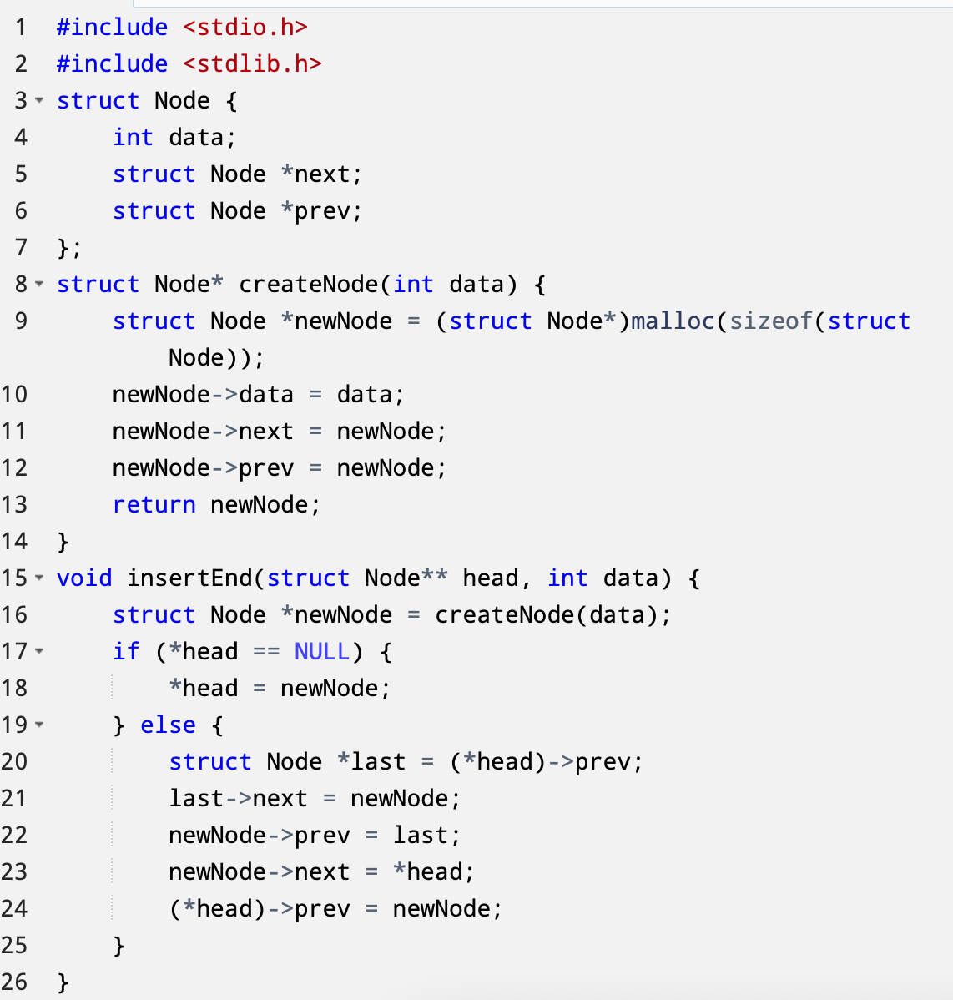 1 #include <stdio.h>
2 #include <stdlib.h>
3 struct Node {
4     int data;
5     struct Node *next;
6     struct Node *prev;
7 };
8 struct Node* createNode(int data) {
9     struct Node *newNode = (struct Node*)malloc(sizeof(struct
        Node));
10     newNode->data = data;
11     newNode->next = newNode;
12     newNode->prev = newNode;
13     return newNode;
14 }
15 void insertEnd(struct Node** head, int data) {
16     struct Node *newNode = createNode(data);
17     if (*head == NULL) {
18         *head = newNode;
19     } else {
20         struct Node *last = (*head)->prev;
21         last->next = newNode;
22         newNode->prev = last;
23         newNode->next = *head;
24         (*head)->prev = newNode;
25     }
26 }